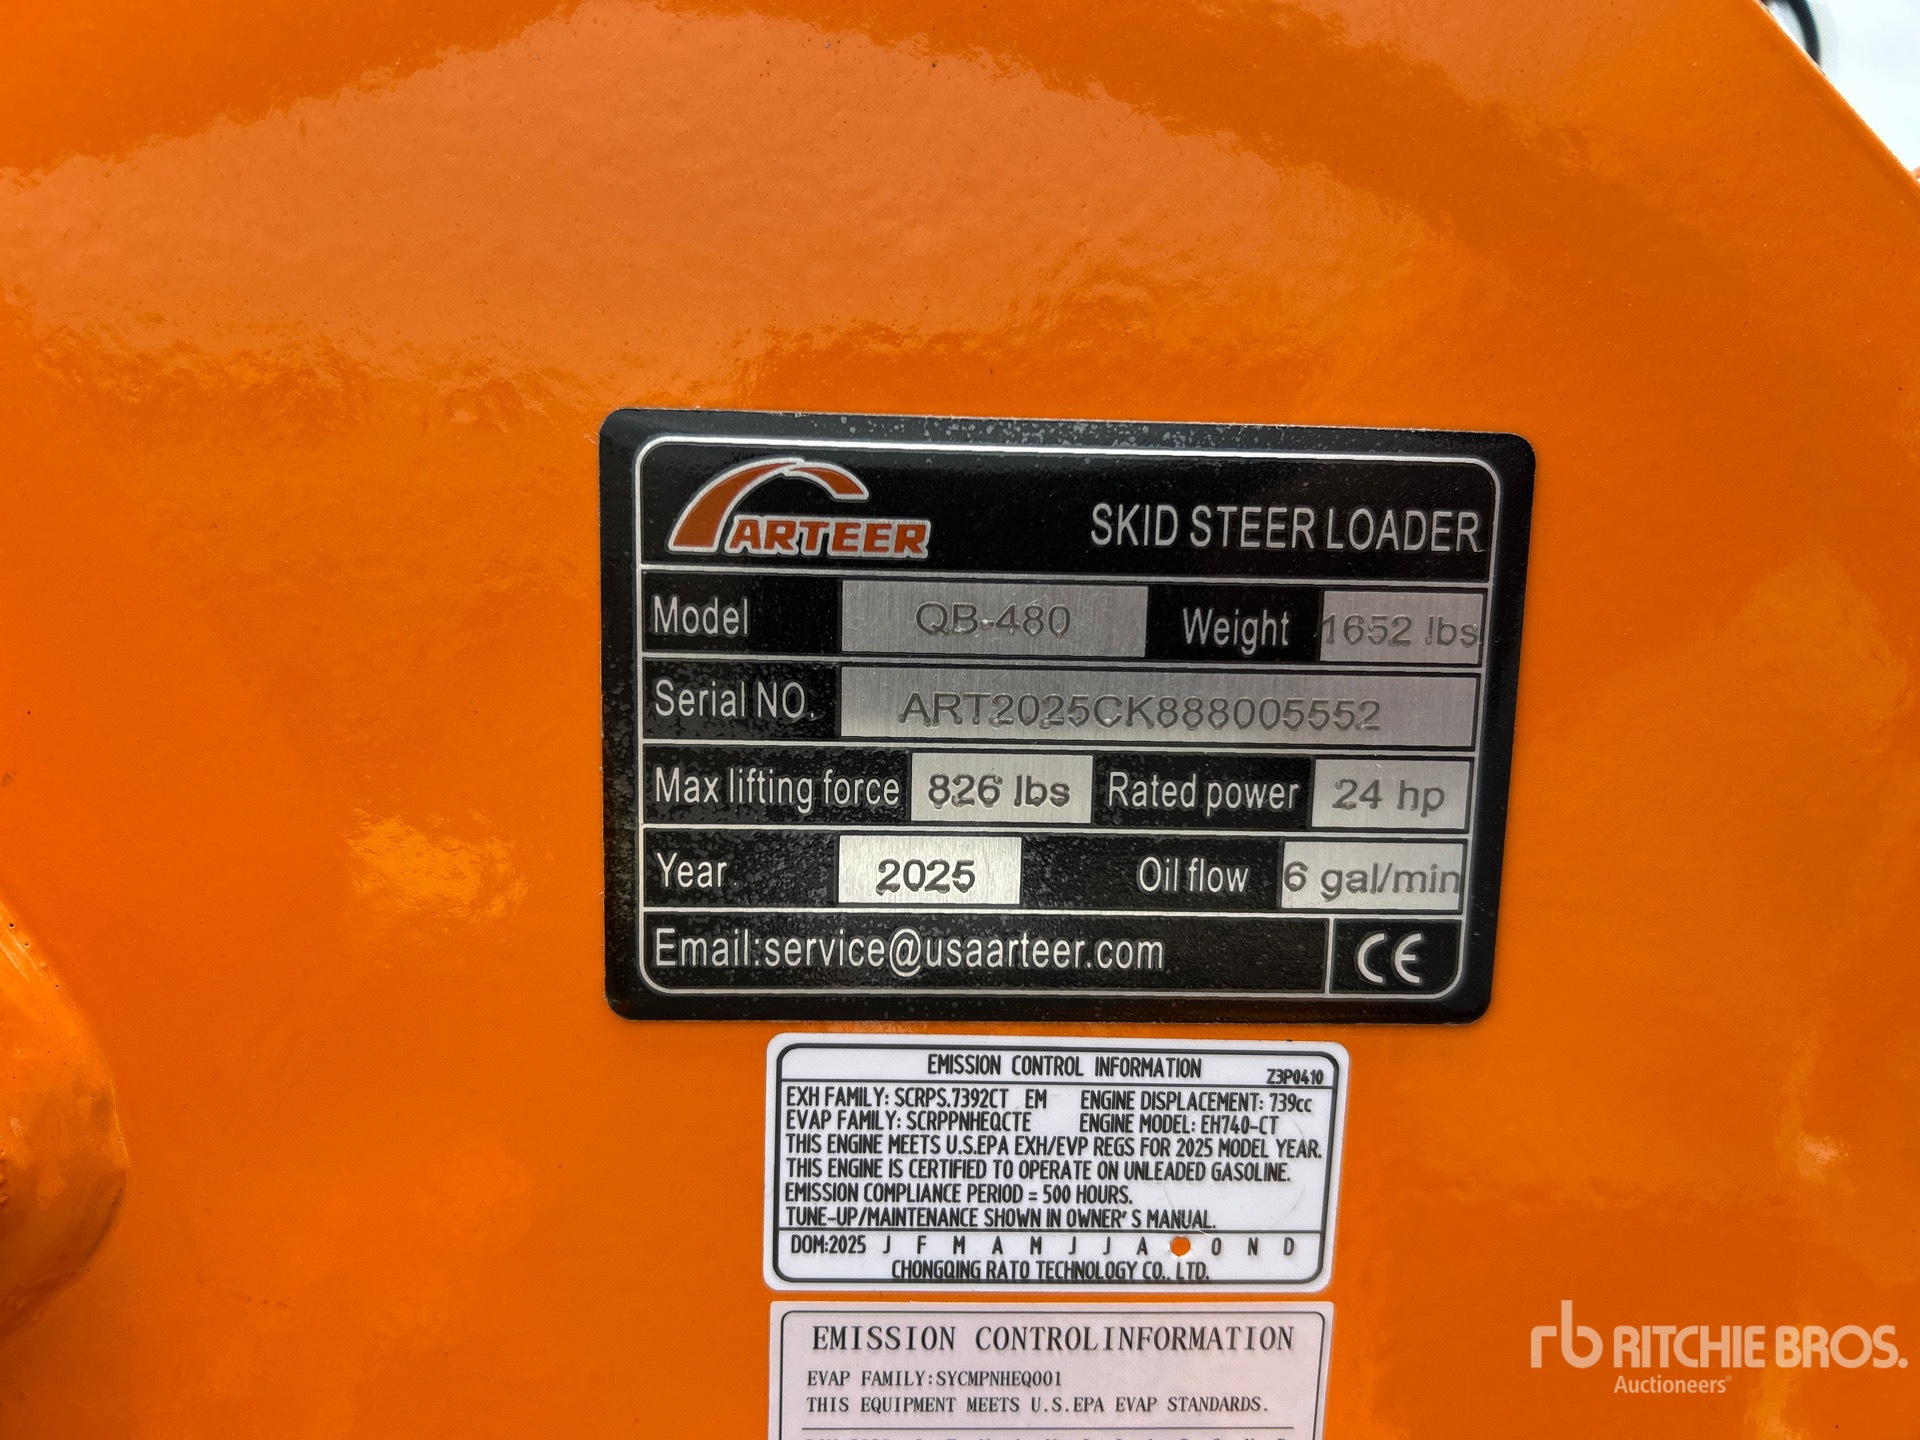 ARTEER SKID STEER LOADER
Model QB-480 Weight 1652 lbs
Serial NO. ART2025CK888005552
Max lifting force 826 lbs Rated power 24 hp
Year 2025 Oil flow 6 gal/min
Email:service@usaarteer.com CE
EMISSION CONTROL INFORMATION Z3P0410
EXH FAMILY: SCRPS.7392CT EM ENGINE DISPLACEMENT: 739cc
EVAP FAMILY: SCRPPNHEQCTE ENGINE MODEL: EH740-CT
THIS ENGINE MEETS U.S.EPA EXH/EVP REGS FOR 2025 MODEL YEAR.
THIS ENGINE IS CERTIFIED TO OPERATE ON UNLEADED GASOLINE.
EMISSION COMPLIANCE PERIOD = 500 HOURS.
TUNE-UP/MAINTENANCE SHOWN IN OWNER'S MANUAL.
DOM:2025 J F M A M J J A O N D
CHONGQING RATO TECHNOLOGY CO., LTD.
EMISSION CONTROLINFORMATION
EVAP FAMILY:SYCMPNHEQ001
THIS EQUIPMENT MEETS U.S.EPA EVAP STANDARDS.
rb RITCHIE BROS.
Auctioneers